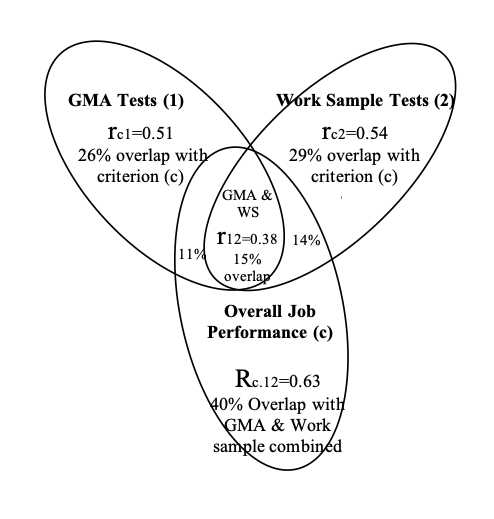 GMA Tests (1)
rc1=0.51
26% overlap with
criterion (c)
Work Sample Tests (2)
rc2=0.54
29% overlap with
criterion (c)
GMA &
WS
r12=0.38
15%
overlap
11%
14%
Overall Job
Performance (c)
Rc.12=0.63
40% Overlap with
GMA & Work
sample combined